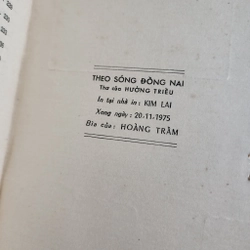 THEO SÓNG ĐỒNG NAI
Thơ của HƯỞNG TRIỀU
In tại nhà in: KIM LAI
Xong ngày: 20-11-1975
Bìa của: HOÀNG TRẦM